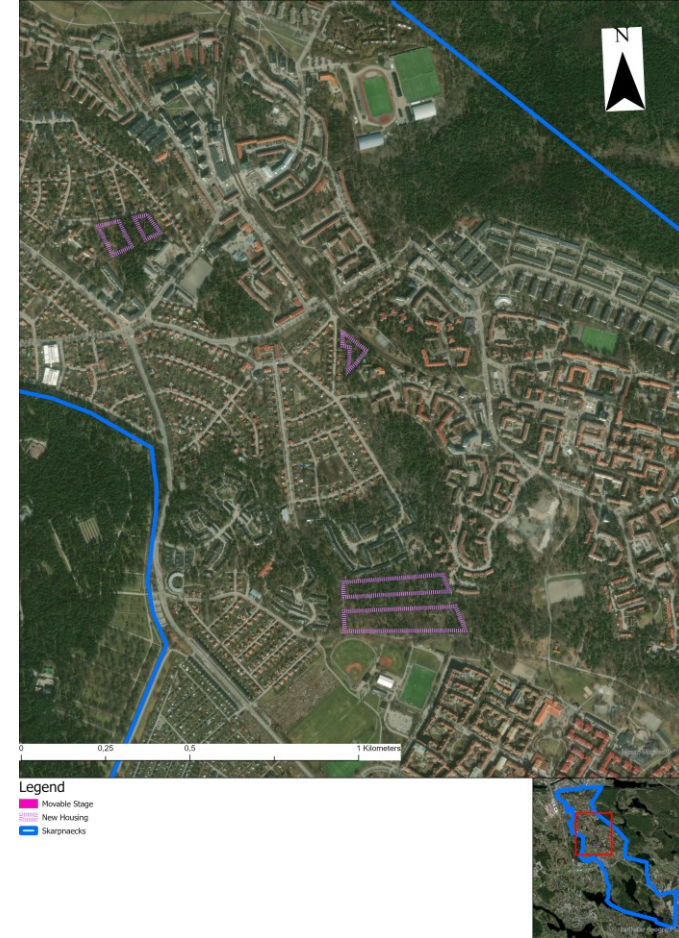 N
0 0,25 0,5 1 Kilometers
Legend
Movable Stage
New Housing
Skarpnaecks